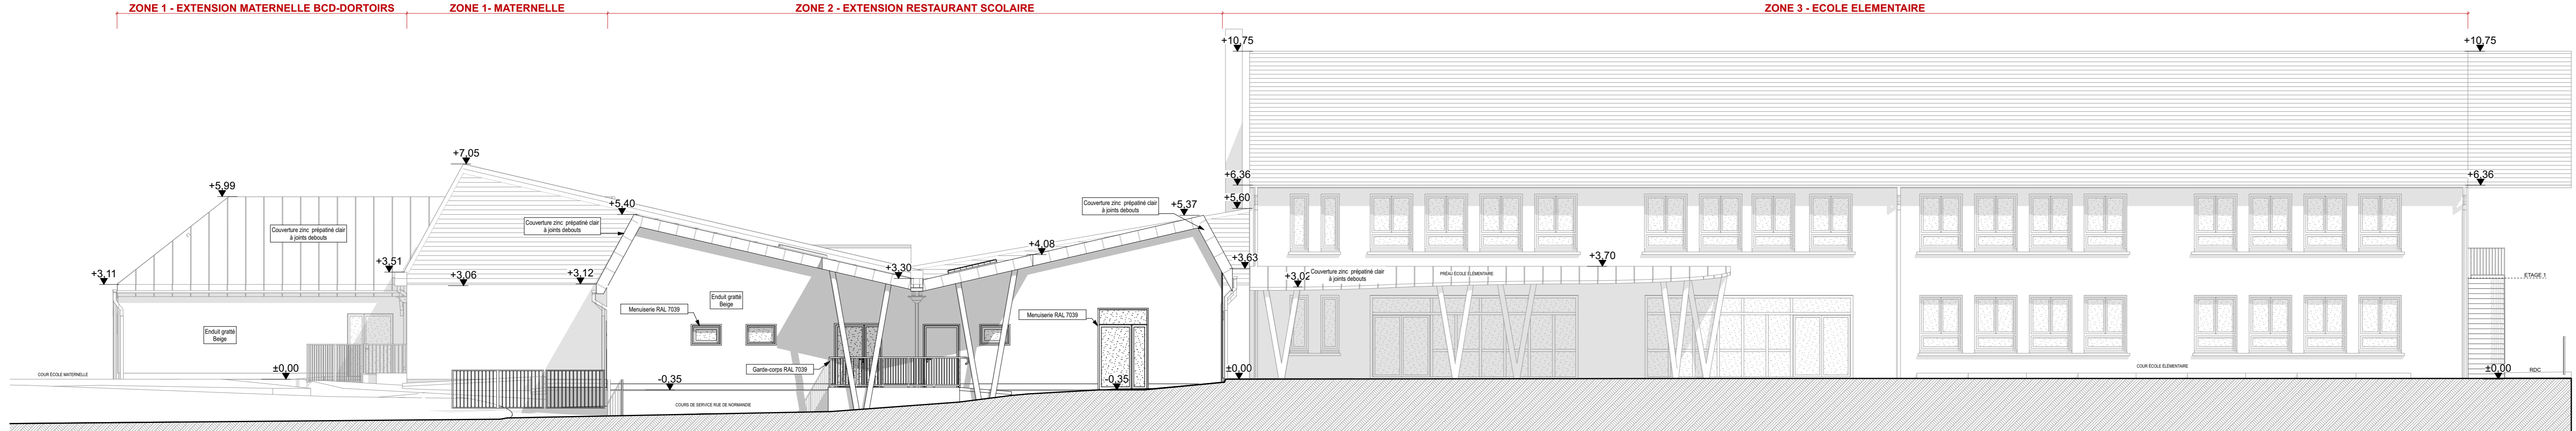 ZONE 1 - EXTENSION MATERNELLE BCD-DORTOIRS
ZONE 1- MATERNELLE
ZONE 2 - EXTENSION RESTAURANT SCOLAIRE
ZONE 3 - ECOLE ELEMENTAIRE
+10,75
+10,75
+7,05
+5,99
+6,36
+6,36
+5,40
+5,37
+5,60
Couverture zinc prépatiné clair
à joints debouts
Couverture zinc prépatiné clair
à joints debouts
Couverture zinc prépatiné clair
à joints debouts
+4,08
+3,11
+3,51
+3,06
+3,12
+3,30
+3,63
+3,02
Couverture zinc prépatiné clair
à joints debouts
PREAU ÉCOLE ELEMENTAIRE
+3,70
ETAGE 1
Enduit gratté
Beige
Menuiserie RAL 7039
Enduit gratté
Beige
Menuiserie RAL 7039
Garde-corps RAL 7039
COUR ÉCOLE MATERNELLE
±0,00
-0,35
-0,35
±0,00
COUR ÉCOLE ELÉMENTAIRE
±0,00
RDC
COURS DE SERVICE RUE DE NORMANDIE